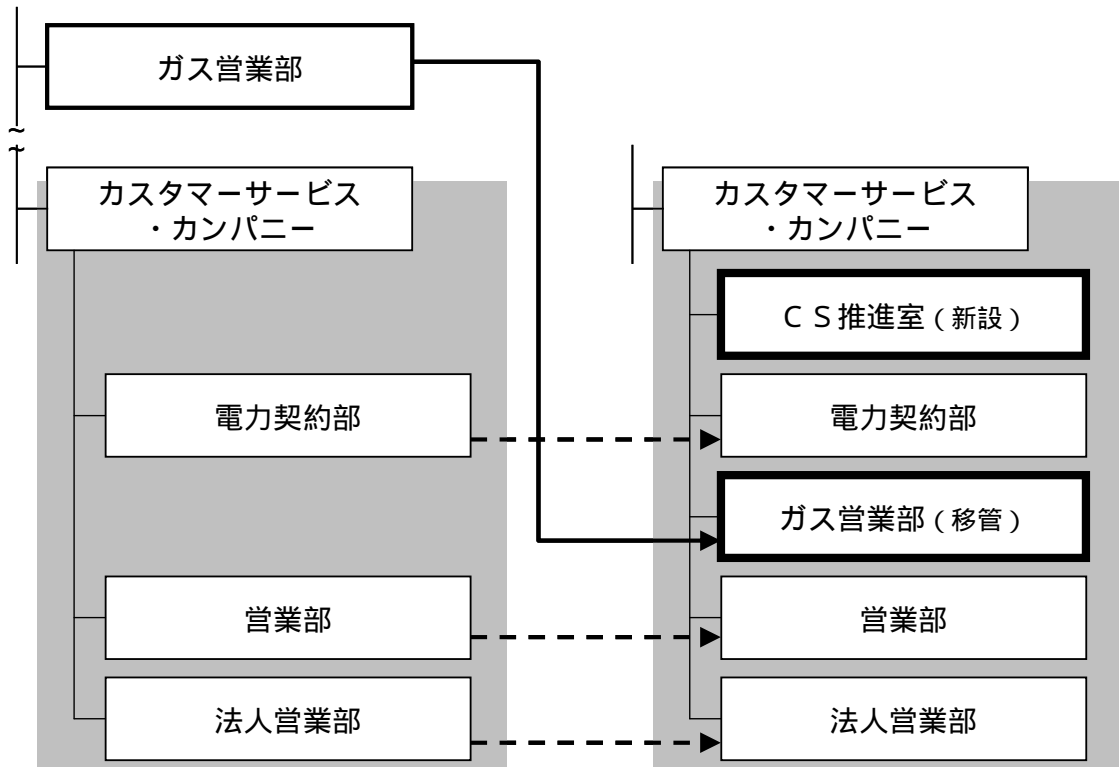 ガス営業部
カスタマーサービス
・カンパニー
電力契約部
営業部
法人営業部
カスタマーサービス
・カンパニー
ＣＳ推進室（新設）
電力契約部
ガス営業部（移管）
営業部
法人営業部